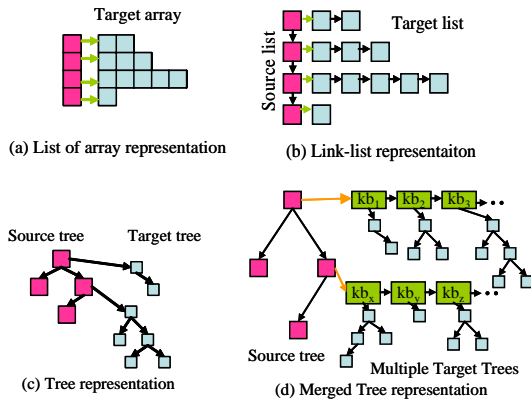 Target array
(a) List of array representation
Source list
Target list
(b) Link-list representaiton
Source tree
Target tree
(c) Tree representation
kb1 kb2 kb3 ..
kbx kby kbz ..
Source tree
Multiple Target Trees
(d) Merged Tree representation